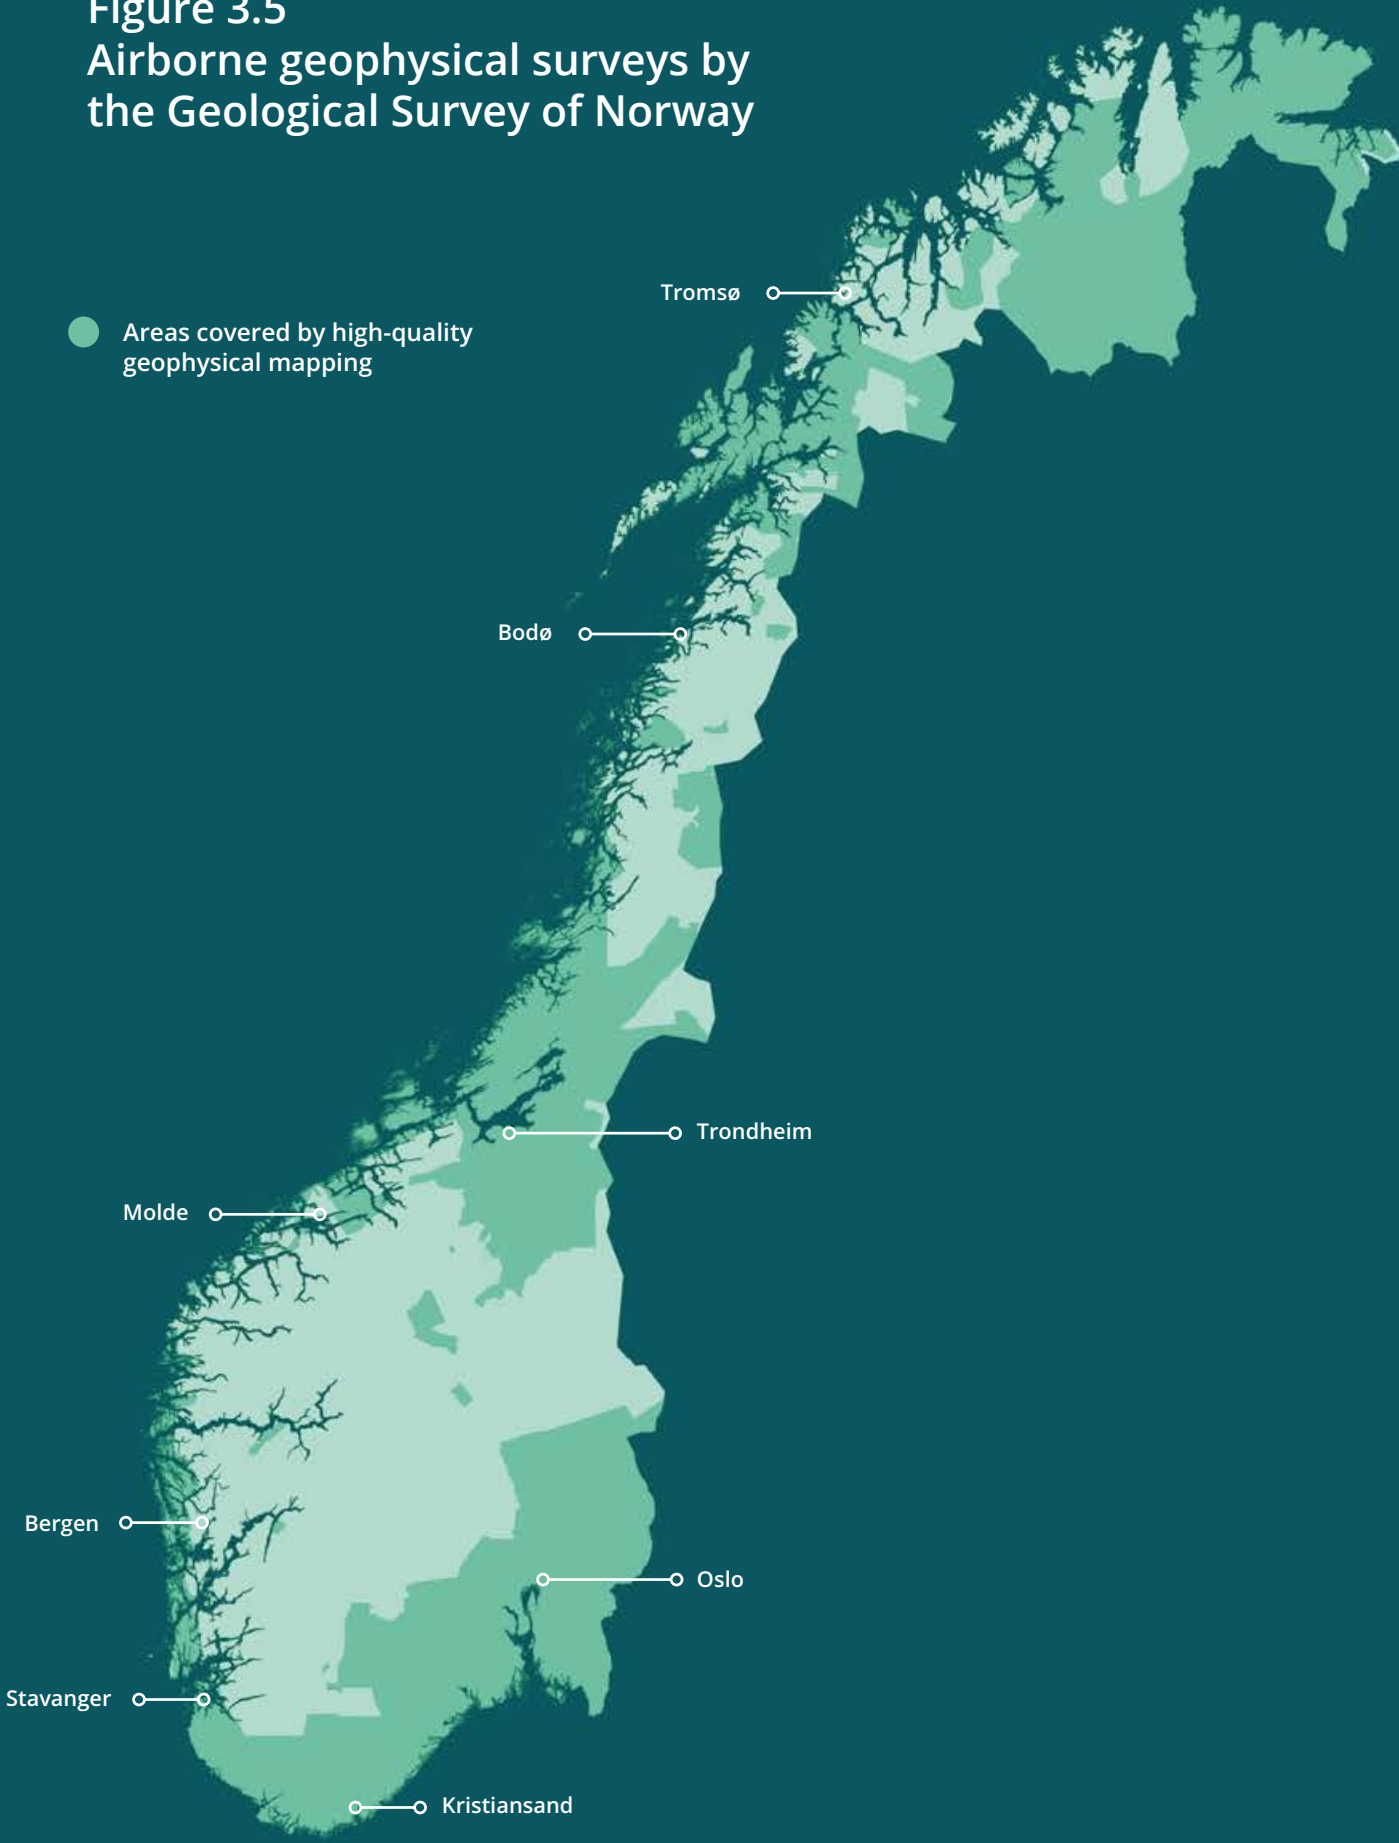 Figure 3.5
Airborne geophysical surveys by
the Geological Survey of Norway
Tromsø
Areas covered by high-quality
geophysical mapping
Bodø
Trondheim
Molde
Bergen
Oslo
Stavanger
Kristiansand